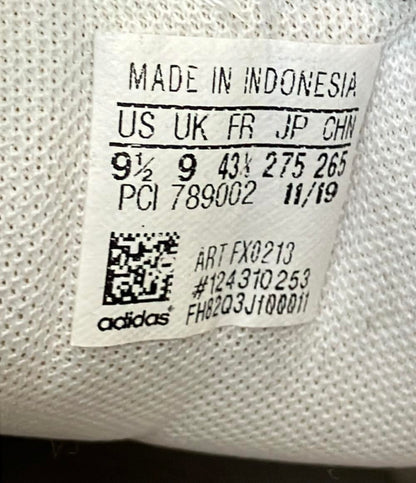 MADE IN INDONESIA
US UK FR JP CHN
9½ 9 43⅓ 275 265
PCI 789002 11/19
ART FX0213
#124310253
FH82Q3J100011
adidas